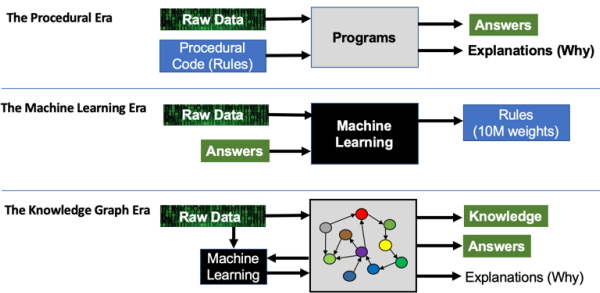 The Procedural Era
Raw Data
Procedural
Code (Rules)
Programs
Answers
Explanations (Why)
The Machine Learning Era
Raw Data
Answers
Machine
Learning
Rules
(10M weights)
The Knowledge Graph Era
Raw Data
Machine
Learning
Knowledge
Answers
Explanations (Why)